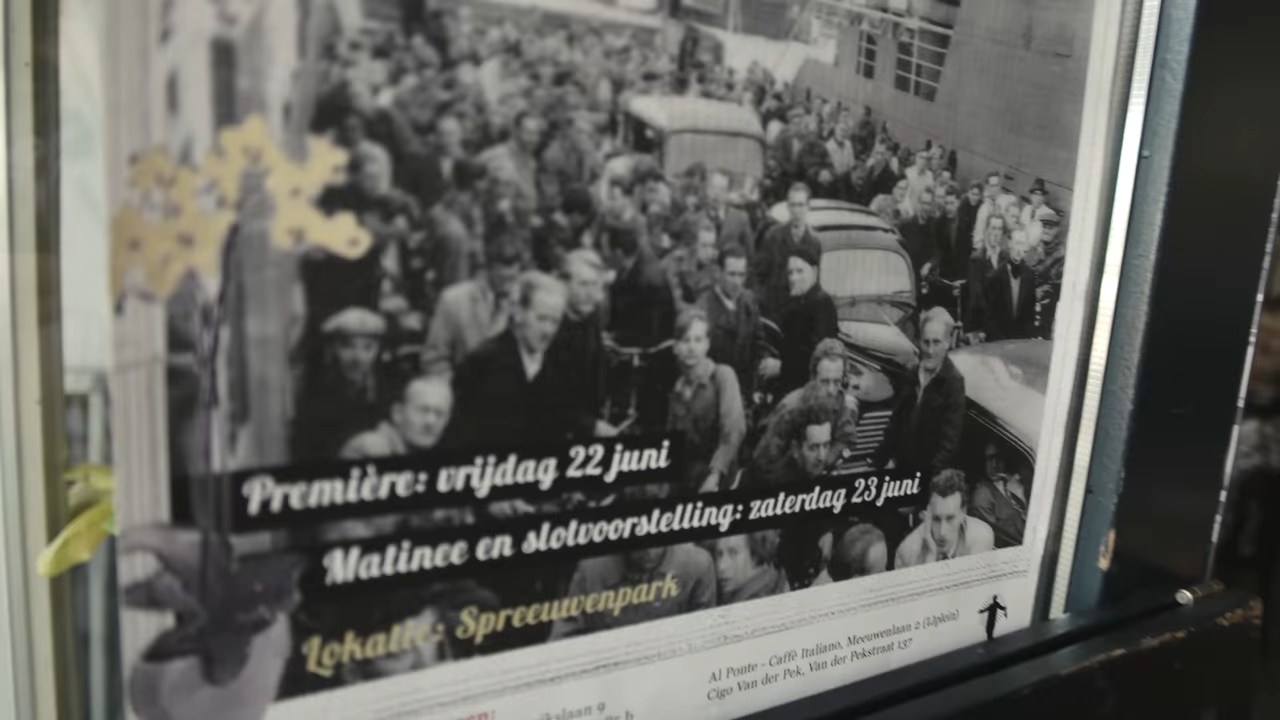 Première: vrijdag 22 juni
Matinee en slotvoorstelling: zaterdag 23 juni
Lokatie: Spreeuwenpark
Al Ponte - Caffè Italiano, Meeuwenlaan 2 (IJplein)
Cigo Van der Pek, Van der Pekstraat 137